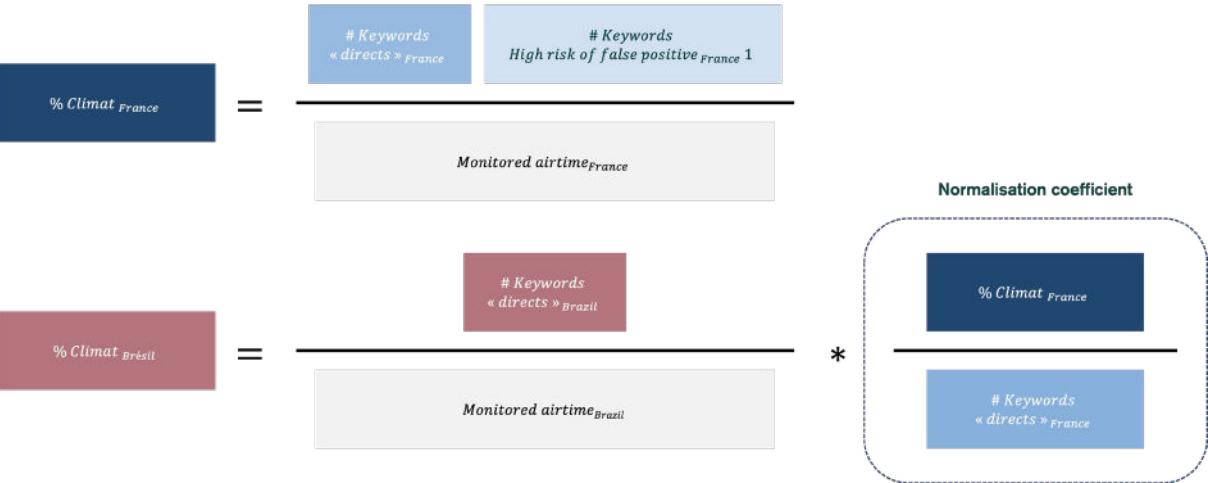 # Keywords
« directs » France
# Keywords
High risk of false positive France 1
% Climat France
=
Monitored airtime France
Normalisation coefficient
# Keywords
« directs » Brazil
% Climat France
% Climat Brésil
=
*
Monitored airtime Brazil
# Keywords
« directs » France